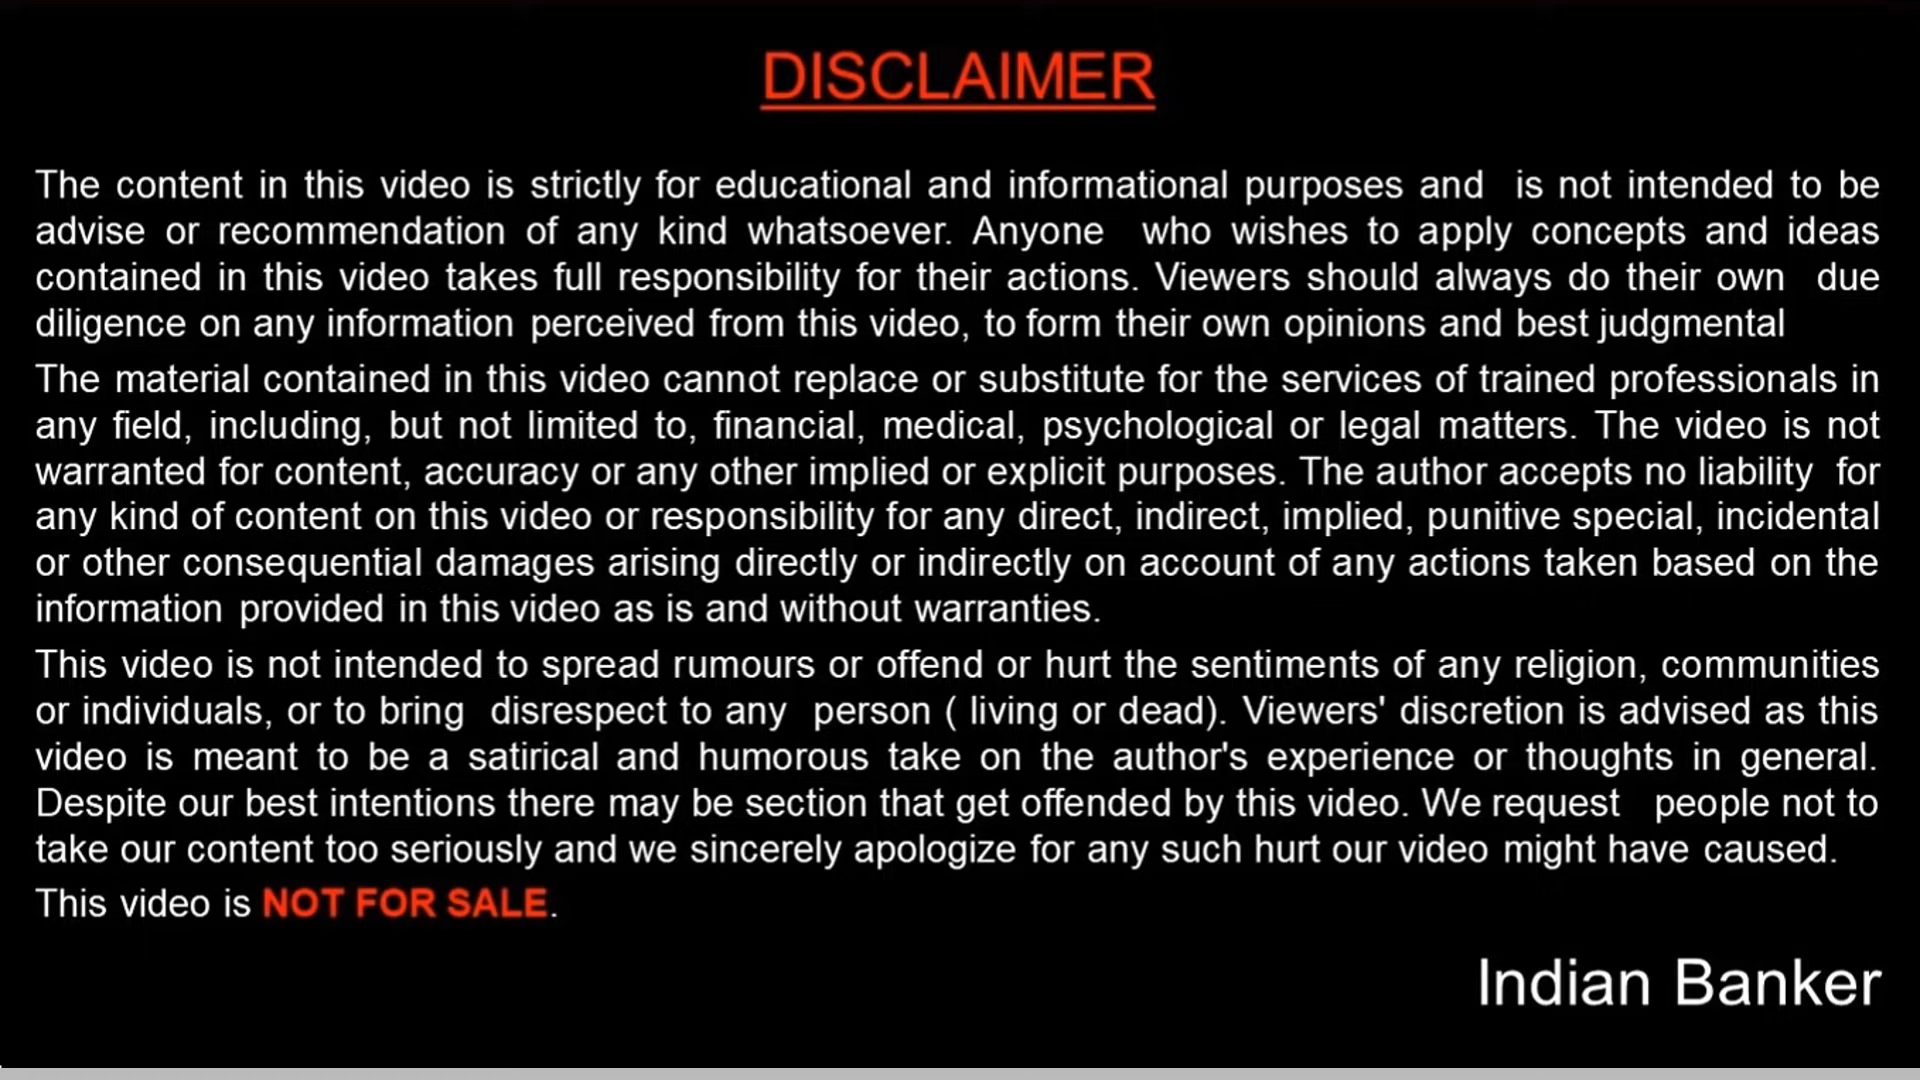 DISCLAIMER
The content in this video is strictly for educational and informational purposes and is not intended to be
advise or recommendation of any kind whatsoever. Anyone who wishes to apply concepts and ideas
contained in this video takes full responsibility for their actions. Viewers should always do their own due
diligence on any information perceived from this video, to form their own opinions and best judgmental
The material contained in this video cannot replace or substitute for the services of trained professionals in
any field, including, but not limited to, financial, medical, psychological or legal matters. The video is not
warranted for content, accuracy or any other implied or explicit purposes. The author accepts no liability for
any kind of content on this video or responsibility for any direct, indirect, implied, punitive special, incidental
or other consequential damages arising directly or indirectly on account of any actions taken based on the
information provided in this video as is and without warranties.
This video is not intended to spread rumours or offend or hurt the sentiments of any religion, communities
or individuals, or to bring disrespect to any person ( living or dead). Viewers' discretion is advised as this
video is meant to be a satirical and humorous take on the author's experience or thoughts in general.
Despite our best intentions there may be section that get offended by this video. We request people not to
take our content too seriously and we sincerely apologize for any such hurt our video might have caused.
This video is NOT FOR SALE.
Indian Banker